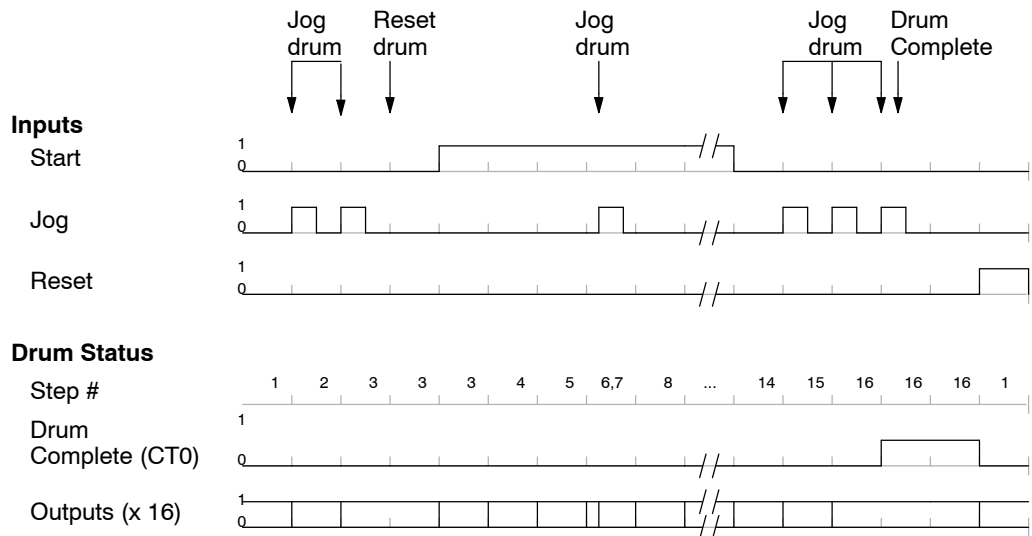 Jog drum
Reset drum
Jog drum
Jog drum
Drum Complete
Inputs
Start
1
0
Jog
1
0
Reset
1
0
Drum Status
Step #
1 2 3 3 3 4 5 6,7 8 ... 14 15 16 16 16 1
Drum
Complete (CT0)
1
0
Outputs (x 16)
1
0